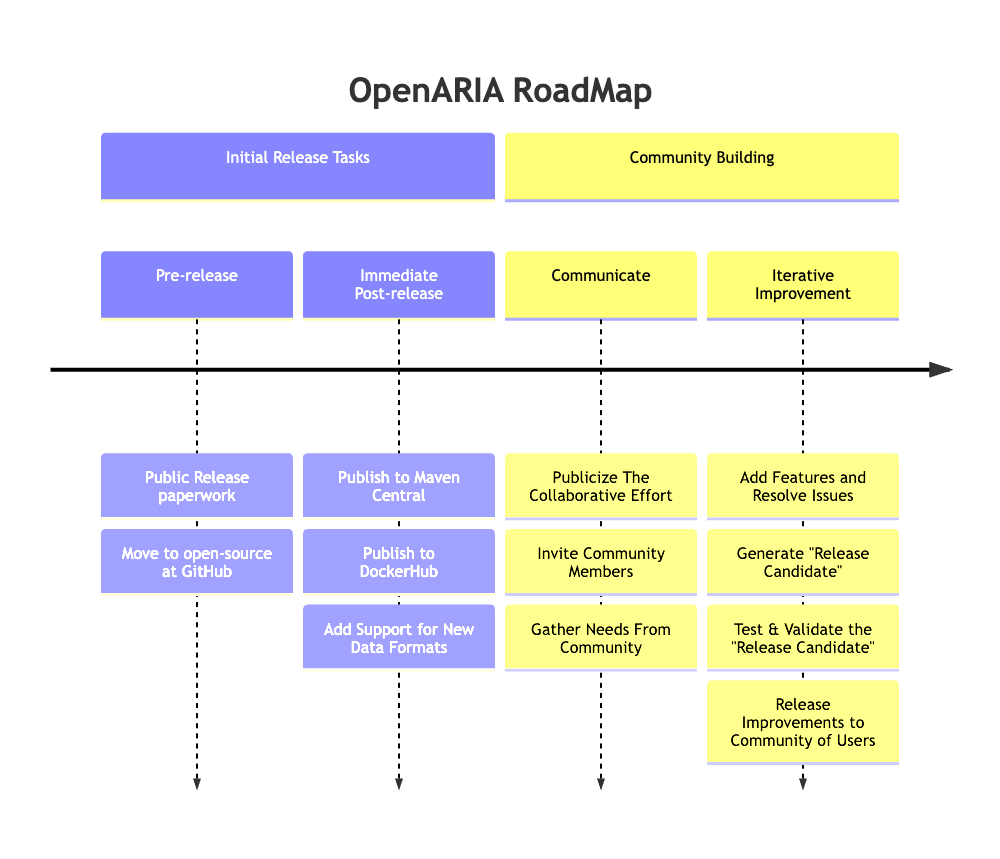 OpenARIA RoadMap
Initial Release Tasks
Community Building
Pre-release
Immediate
Post-release
Communicate
Iterative
Improvement
Public Release
paperwork
Move to open-source
at GitHub
Publish to Maven
Central
Publish to
DockerHub
Add Support for New
Data Formats
Publicize The
Collaborative Effort
Invite Community
Members
Gather Needs From
Community
Add Features and
Resolve Issues
Generate "Release
Candidate"
Test & Validate the
"Release Candidate"
Release
Improvements to
Community of Users